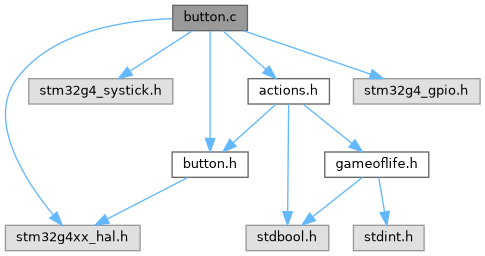 button.c
stm32g4_systick.h
actions.h
stm32g4_gpio.h
button.h
gameoflife.h
stm32g4xx_hal.h
stdbool.h
stdint.h